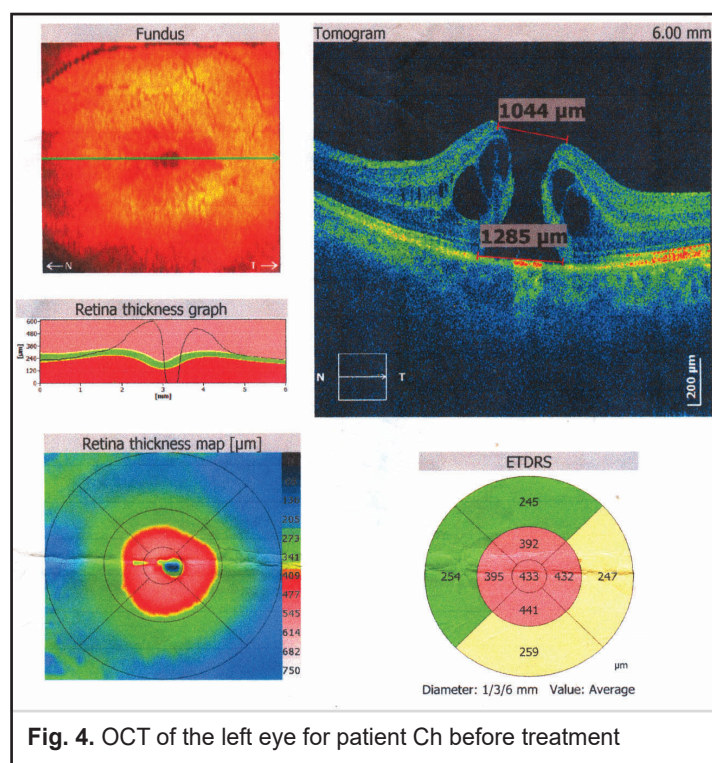 Fundus
← N
T →
Tomogram 6.00 mm
1044 µm
1285 µm
N T
200 µm
Retina thickness graph
[µm]
600
480
360
240
120
0
0 1 2 3 4 5 6
[mm]
Retina thickness map [µm]
205
273
341
409
477
545
614
682
750
ETDRS
245
392
254 395 433 432 247
441
259
µm
Diameter: 1/3/6 mm Value: Average
Fig. 4. OCT of the left eye for patient Ch before treatment